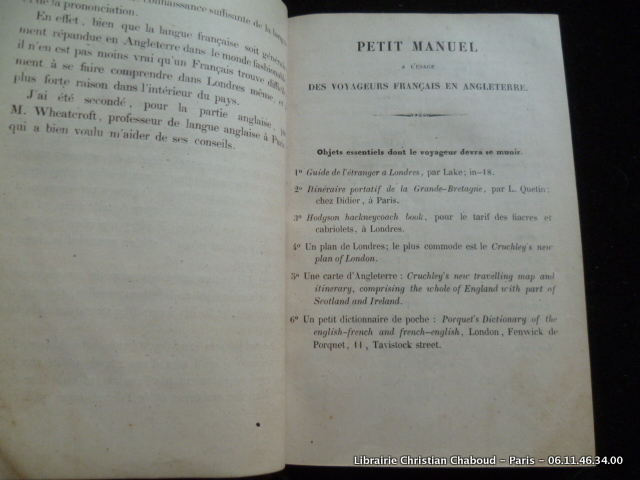 connaissance suffisante de la
la prononciation.
En effet, bien que la langue française soit
ment répandue en Angleterre dans le monde fashionable
il n'en est pas moins vrai qu'un Français trouve
ment à se faire comprendre dans Londres même, et
plus forte raison dans l'intérieur du pays.
J'ai été secondé, pour la partie anglaise,
M. Wheatcroft, professeur de langue anglaise à Paris
qui a bien voulu m'aider de ses conseils.
PETIT MANUEL
A L'USAGE
DES VOYAGEURS FRANÇAIS EN ANGLETERRE.
Objets essentiels dont le voyageur devra se munir.
1° Guide de l'étranger à Londres, par Lake; in-18.
2° Itinéraire portatif de la Grande-Bretagne, par L. Quetin;
chez Didier, à Paris.
3° Hodgson hackneycoach book, pour le tarif des fiacres et
cabriolets, à Londres.
4° Un plan de Londres; le plus commode est le Cruchley's new
plan of London.
5° Une carte d'Angleterre : Cruchley's new travelling map and
itinerary, comprising the whole of England with part of
Scotland and Ireland.
6° Un petit dictionnaire de poche : Porquet's Dictionary of the
english-french and french-english, London, Fenwick de
Porquet, 11, Tavistock street.
Librairie Christian Chaboud - Paris - 06.11.46.34.00